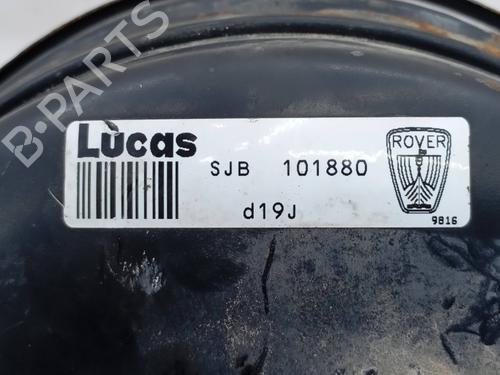 B-PARTS
Lucas
SJB 101880
ROVER
d19J
9816